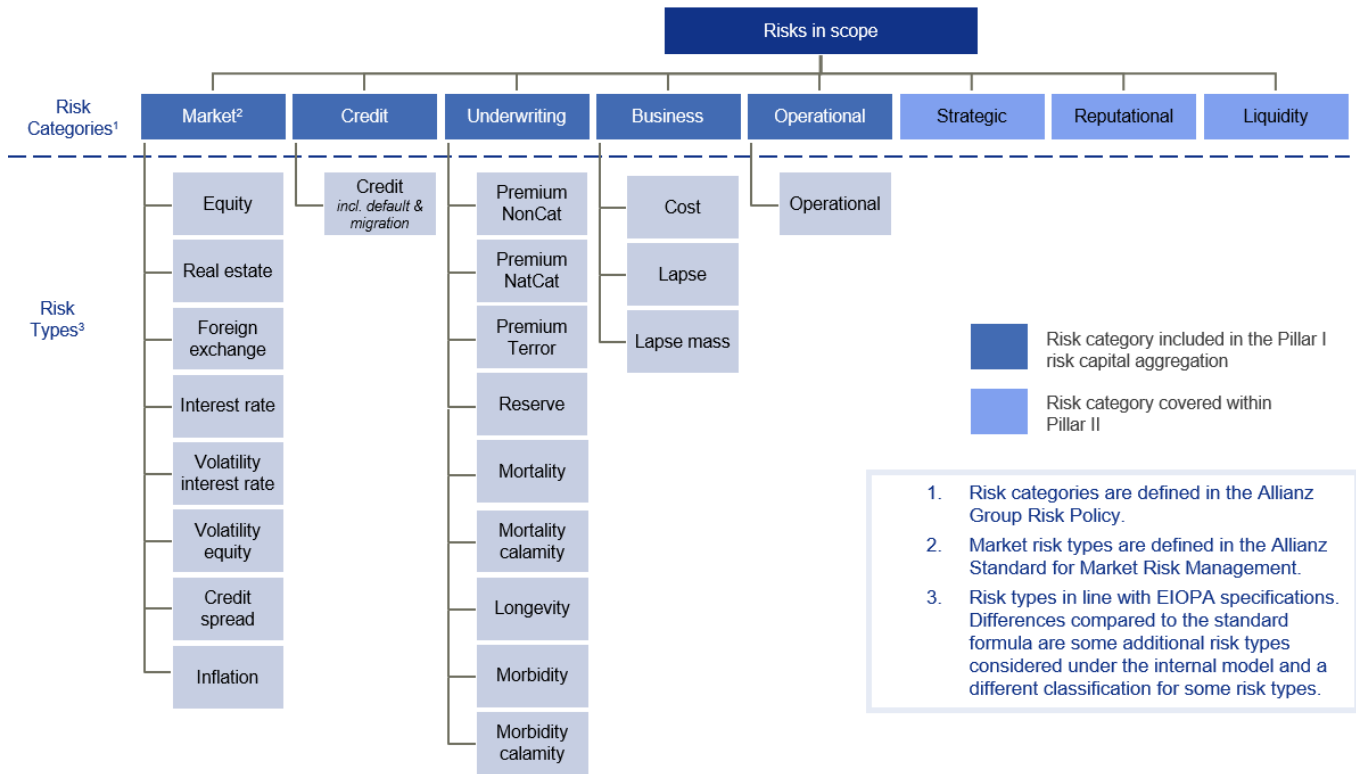 Risks in scope
Risk
Categories¹
Market²
Credit
Underwriting
Business
Operational
Strategic
Reputational
Liquidity
Risk
Types³
Equity
Real estate
Foreign
exchange
Interest rate
Volatility
interest rate
Volatility
equity
Credit
spread
Inflation
Credit
incl. default &
migration
Premium
NonCat
Premium
NatCat
Premium
Terror
Reserve
Mortality
Mortality
calamity
Longevity
Morbidity
Morbidity
calamity
Cost
Lapse
Lapse mass
Operational
Risk category included in the Pillar I
risk capital aggregation
Risk category covered within
Pillar II
1. Risk categories are defined in the Allianz
Group Risk Policy.
2. Market risk types are defined in the Allianz
Standard for Market Risk Management.
3. Risk types in line with EIOPA specifications.
Differences compared to the standard
formula are some additional risk types
considered under the internal model and a
different classification for some risk types.